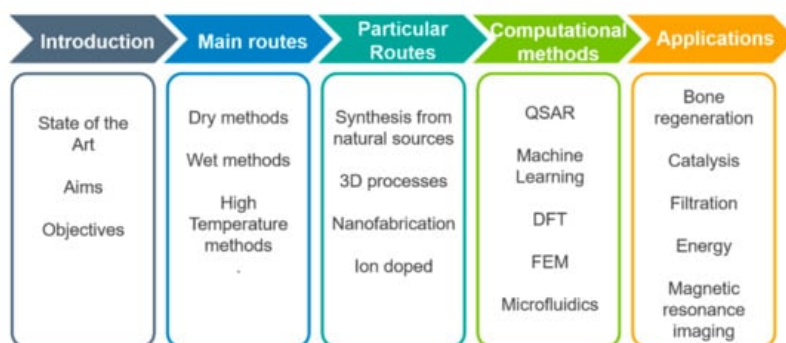 Introduction
Main routes
Particular
Routes
Computational
methods
Applications
State of the
Art
Aims
Objectives
Dry methods
Wet methods
High
Temperature
methods
.
Synthesis from
natural sources
3D processes
Nanofabrication
Ion doped
QSAR
Machine
Learning
DFT
FEM
Microfluidics
Bone
regeneration
Catalysis
Filtration
Energy
Magnetic
resonance
imaging